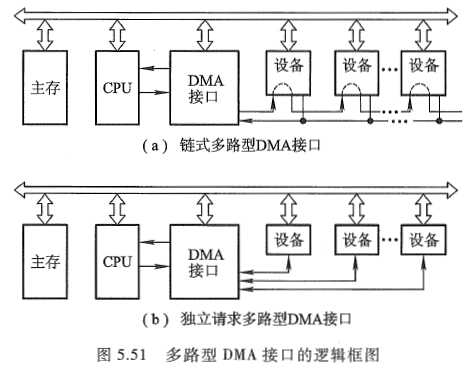 主存
CPU
DMA
接口
设备
设备
设备
(a) 链式多路型DMA接口
主存
CPU
DMA
接口
设备
设备
设备
(b) 独立请求多路型DMA接口
图 5.51 多路型 DMA 接口的逻辑框图